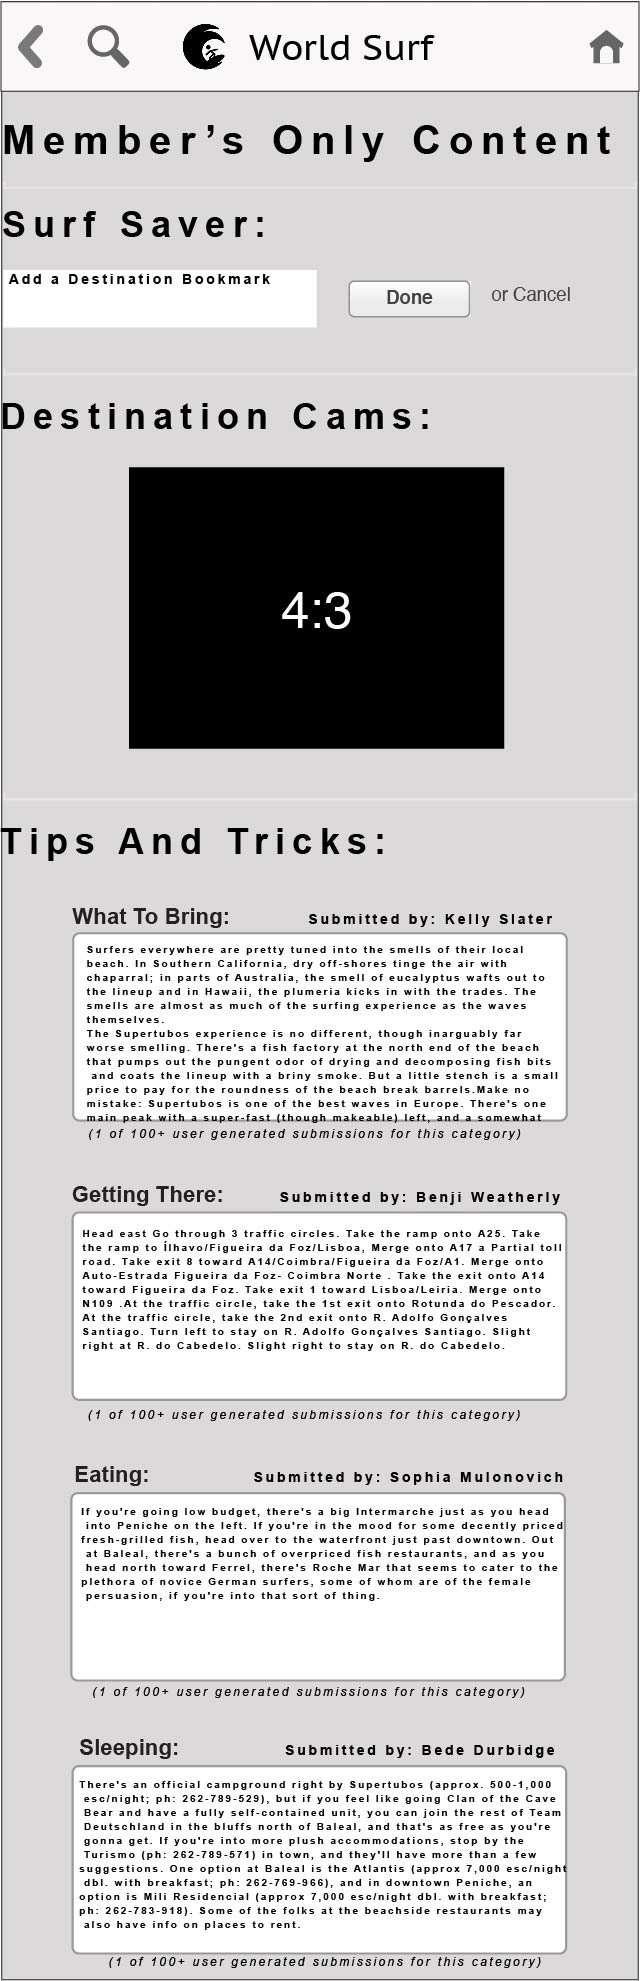 World Surf
Member's Only Content
Surf Saver:
Add a Destination Bookmark
Done
or Cancel
Destination Cams:
4:3
Tips And Tricks:
What To Bring:
Submitted by: Kelly Slater
Surfers everywhere are pretty tuned into the smells of their local
beach. In Southern California, dry off-shores tinge the air with
chaparral; in parts of Australia, the smell of eucalyptus wafts out to
the lineup and in Hawaii, the plumeria kicks in with the trades. The
smells are almost as much of the surfing experience as the waves
themselves.
The Supertubos experience is no different, though inarguably far
worse smelling. There's a fish factory at the north end of the beach
that pumps out the pungent odor of drying and decomposing fish bits
and coats the lineup with a briny smoke. But a little stench is a small
price to pay for the roundness of the beach break barrels.Make no
mistake: Supertubos is one of the best waves in Europe. There's one
main peak with a super-fast (though makeable) left, and a somewhat
(1 of 100+ user generated submissions for this category)
Getting There:
Submitted by: Benji Weatherly
Head east Go through 3 traffic circles. Take the ramp onto A25. Take
the ramp to Ílhavo/Figueira da Foz/Lisboa, Merge onto A17 a Partial toll
road. Take exit 8 toward A14/Coimbra/Figueira da Foz/A1. Merge onto
Auto-Estrada Figueira da Foz- Coimbra Norte . Take the exit onto A14
toward Figueira da Foz. Take exit 1 toward Lisboa/Leiria. Merge onto
N109 .At the traffic circle, take the 1st exit onto Rotunda do Pescador.
At the traffic circle, take the 2nd exit onto R. Adolfo Gonçalves
Santiago. Turn left to stay on R. Adolfo Gonçalves Santiago. Slight
right at R. do Cabedelo. Slight right to stay on R. do Cabedelo.
(1 of 100+ user generated submissions for this category)
Eating:
Submitted by: Sophia Mulonovich
If you're going low budget, there's a big Intermarche just as you head
into Peniche on the left. If you're in the mood for some decently priced
fresh-grilled fish, head over to the waterfront just past downtown. Out
at Baleal, there's a bunch of overpriced fish restaurants, and as you
head north toward Ferrel, there's Roche Mar that seems to cater to the
plethora of novice German surfers, some of whom are of the female
persuasion, if you're into that sort of thing.
(1 of 100+ user generated submissions for this category)
Sleeping:
Submitted by: Bede Durbidge
There's an official campground right by Supertubos (approx. 500-1,000
esc/night; ph: 262-789-529), but if you feel like going Clan of the Cave
Bear and have a fully self-contained unit, you can join the rest of Team
Deutschland in the bluffs north of Baleal, and that's as free as you're
gonna get. If you're into more plush accommodations, stop by the
Turismo (ph: 262-789-571) in town, and they'll have more than a few
suggestions. One option at Baleal is the Atlantis (approx 7,000 esc/night
dbl. with breakfast; ph: 262-769-966), and in downtown Peniche, an
option is Mili Residencial (approx 7,000 esc/night dbl. with breakfast;
ph: 262-783-918). Some of the folks at the beachside restaurants may
also have info on places to rent.
(1 of 100+ user generated submissions for this category)